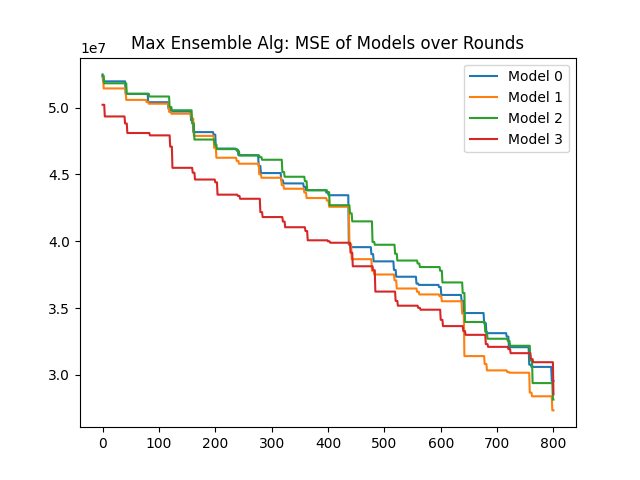 Max Ensemble Alg: MSE of Models over Rounds
1e7
5.0
4.5
4.0
3.5
3.0
0 100 200 300 400 500 600 700 800
Model 0
Model 1
Model 2
Model 3